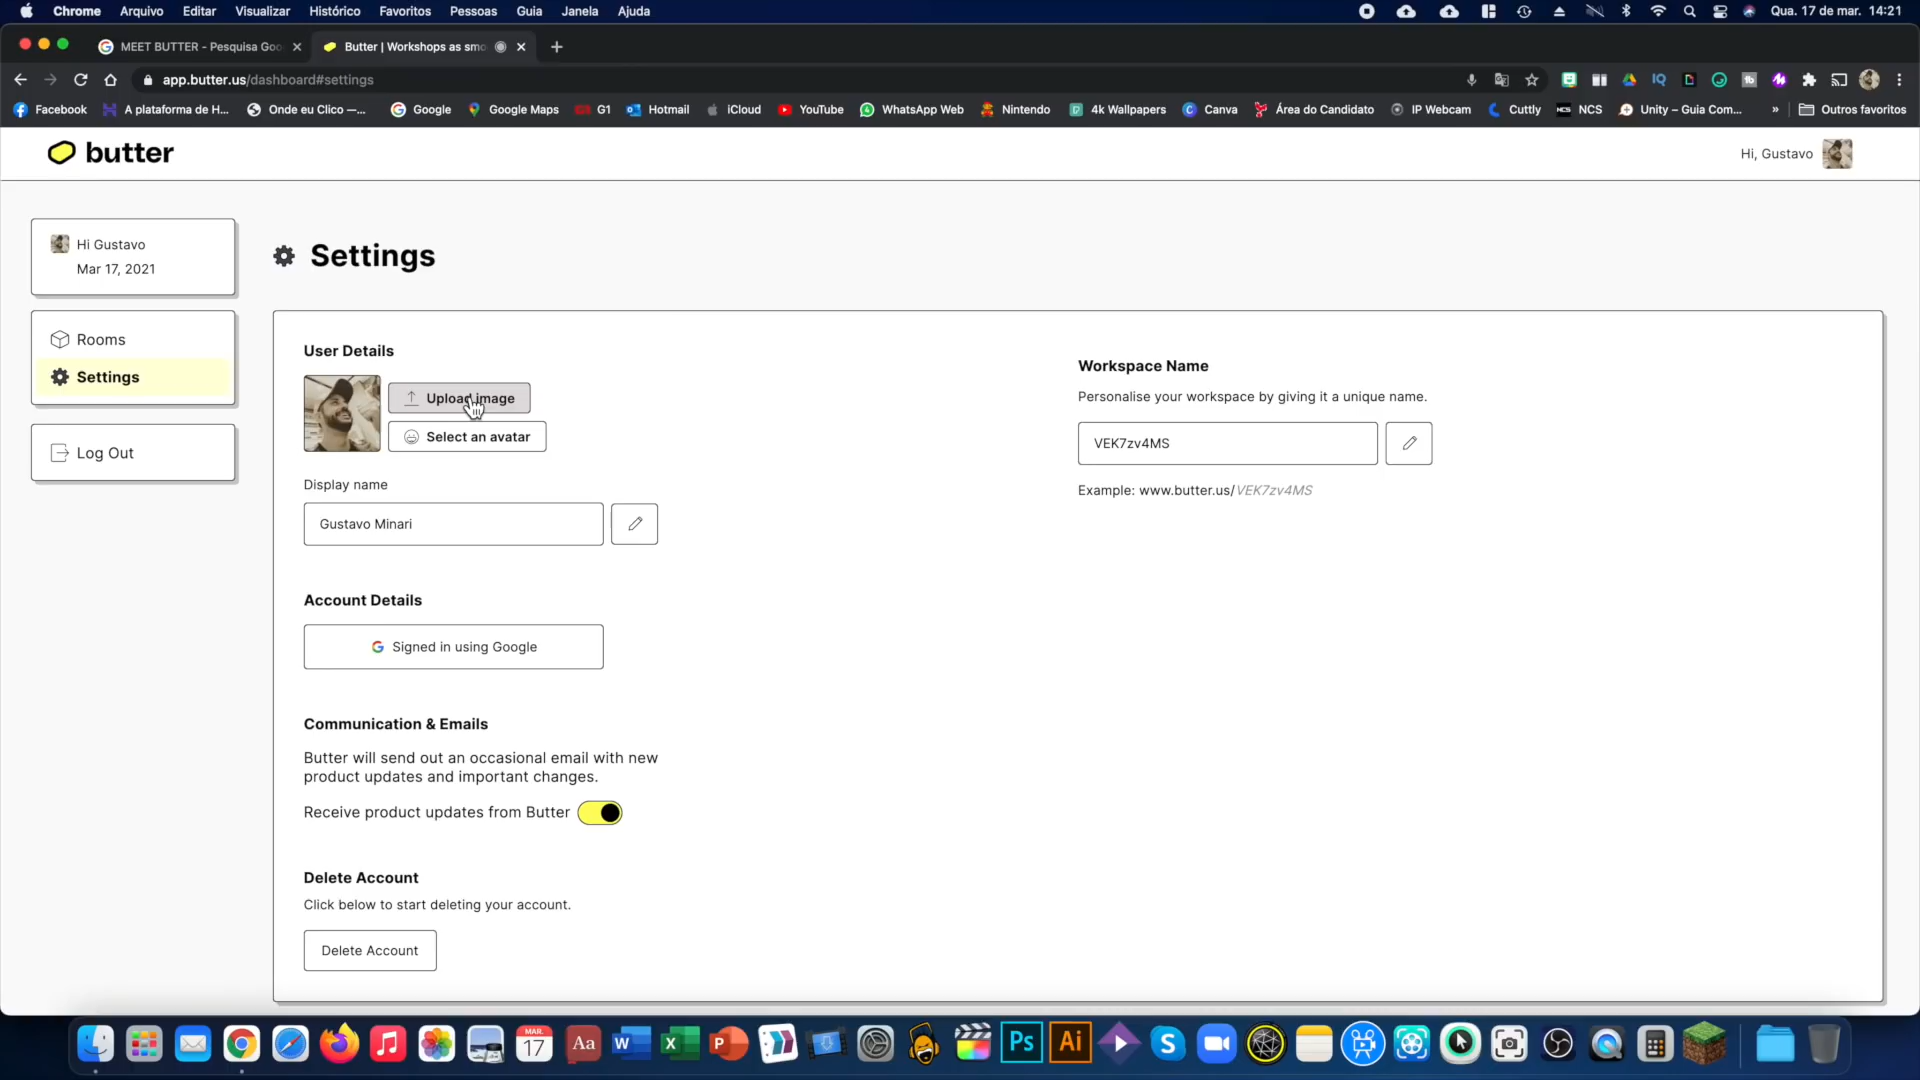 Chrome Arquivo Editar Visualizar Histórico Favoritos Pessoas Guia Janela Ajuda
Qua. 17 de mar. 14:21
MEET BUTTER - Pesquisa Goo
Butter | Workshops as smo
app.butter.us/dashboard#settings
Facebook
A plataforma de H...
Onde eu Clico —...
Google
Google Maps
G1
Hotmail
iCloud
YouTube
WhatsApp Web
Nintendo
4k Wallpapers
Canva
Área do Candidato
IP Webcam
Cuttly
NCS
Unity – Guia Com...
»
Outros favoritos
butter
Hi, Gustavo
Hi Gustavo
Mar 17, 2021
Rooms
Settings
Log Out
Settings
User Details
Upload image
Select an avatar
Display name
Gustavo Minari
Account Details
Signed in using Google
Communication & Emails
Butter will send out an occasional email with new
product updates and important changes.
Receive product updates from Butter
Delete Account
Click below to start deleting your account.
Delete Account
Workspace Name
Personalise your workspace by giving it a unique name.
VEK7zv4MS
Example: www.butter.us/VEK7zv4MS
MAR.
17
Aa
W
X
P
Ps
Ai
S